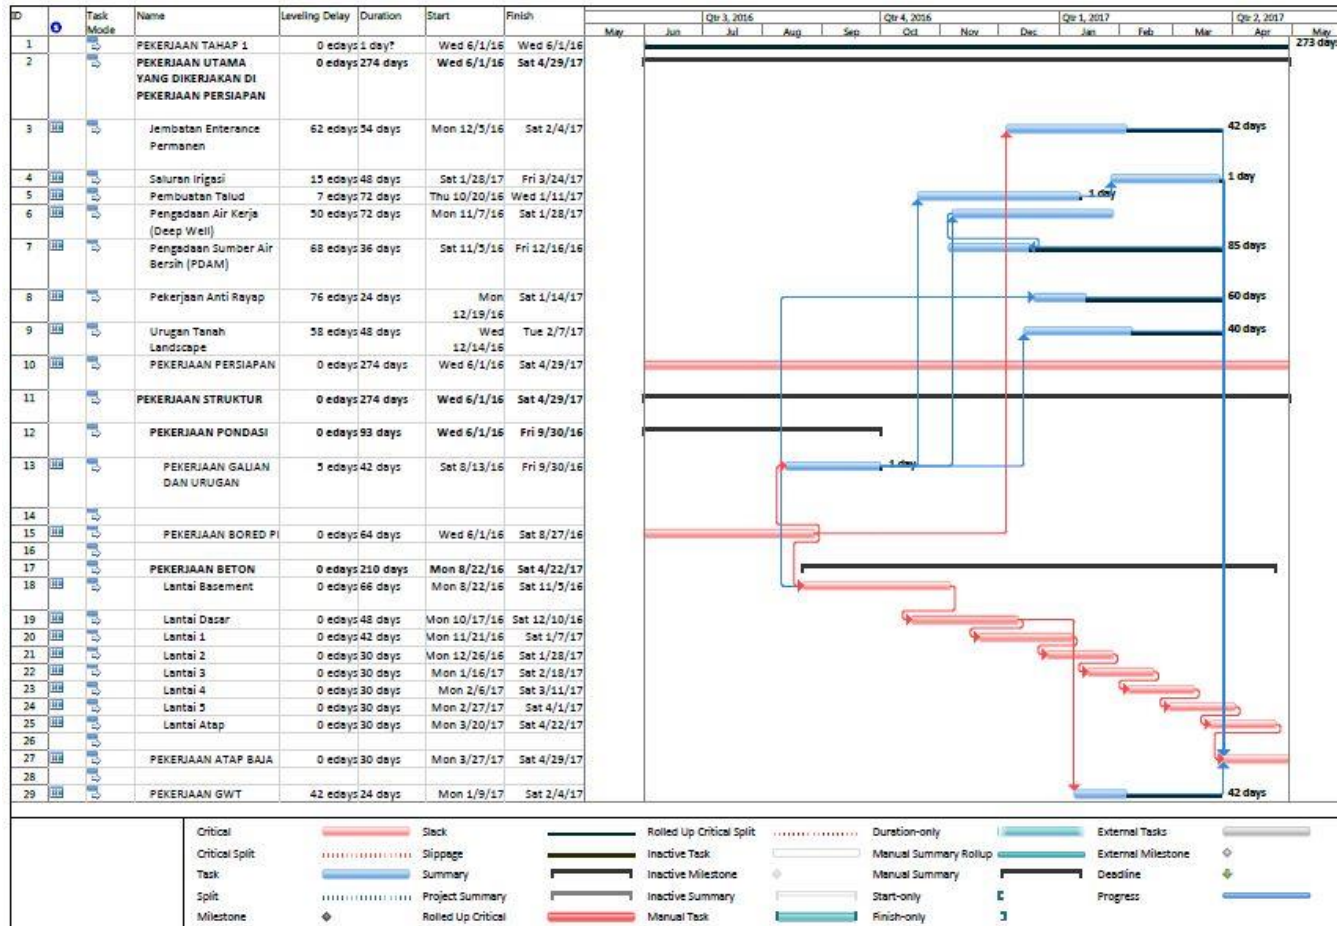 ID Task Mode Name Leveling Delay Duration Start Finish
Qtr 3, 2016 Qtr 4, 2016 Qtr 1, 2017 Qtr 2, 2017
May Jun Jul Aug Sep Oct Nov Dec Jan Feb Mar Apr May
1 PEKERJAAN TAHAP 1 0 edays 1 day? Wed 6/1/16 Wed 6/1/16 273 days
2 PEKERJAAN UTAMA 0 edays 274 days Wed 6/1/16 Sat 4/29/17
YANG DIKERJAKAN DI
PEKERJAAN PERSIAPAN
3 Jembatan Enterance 62 edays 54 days Mon 12/5/16 Sat 2/4/17 42 days
Permanen
4 Saluran Irigasi 15 edays 48 days Sat 1/28/17 Fri 3/24/17 1 day
5 Pembuatan Talud 7 edays 72 days Thu 10/20/16 Wed 1/11/17 1 day
6 Pengadaan Air Kerja 50 edays 72 days Mon 11/7/16 Sat 1/28/17
(Deep Well)
7 Pengadaan Sumber Air 68 edays 36 days Sat 11/5/16 Fri 12/16/16 85 days
Bersih (PDAM)
8 Pekerjaan Anti Rayap 76 edays 24 days Mon Sat 1/14/17 60 days
12/19/16
9 Urugan Tanah 58 edays 48 days Wed Tue 2/7/17 40 days
Landscape 12/14/16
10 PEKERJAAN PERSIAPAN 0 edays 274 days Wed 6/1/16 Sat 4/29/17
11 PEKERJAAN STRUKTUR 0 edays 274 days Wed 6/1/16 Sat 4/29/17
12 PEKERJAAN PONDASI 0 edays 93 days Wed 6/1/16 Fri 9/30/16
13 PEKERJAAN GALIAN 5 edays 42 days Sat 8/13/16 Fri 9/30/16 1 day
DAN URUGAN
14
15 PEKERJAAN BORED PI 0 edays 64 days Wed 6/1/16 Sat 8/27/16
16
17 PEKERJAAN BETON 0 edays 210 days Mon 8/22/16 Sat 4/22/17
18 Lantai Basement 0 edays 66 days Mon 8/22/16 Sat 11/5/16
19 Lantai Dasar 0 edays 48 days Mon 10/17/16 Sat 12/10/16
20 Lantai 1 0 edays 42 days Mon 11/21/16 Sat 1/7/17
21 Lantai 2 0 edays 30 days Mon 12/26/16 Sat 1/28/17
22 Lantai 3 0 edays 30 days Mon 1/16/17 Sat 2/18/17
23 Lantai 4 0 edays 30 days Mon 2/6/17 Sat 3/11/17
24 Lantai 5 0 edays 30 days Mon 2/27/17 Sat 4/1/17
25 Lantai Atap 0 edays 30 days Mon 3/20/17 Sat 4/22/17
26
27 PEKERJAAN ATAP BAJA 0 edays 30 days Mon 3/27/17 Sat 4/29/17
28
29 PEKERJAAN GWT 42 edays 24 days Mon 1/9/17 Sat 2/4/17 42 days
Critical Slack Rolled Up Critical Split Duration-only External Tasks
Critical Split Slippage Inactive Task Manual Summary Rollup External Milestone
Task Summary Inactive Milestone Manual Summary Deadline
Split Project Summary Inactive Summary Start-only Progress
Milestone Rolled Up Critical Manual Task Finish-only